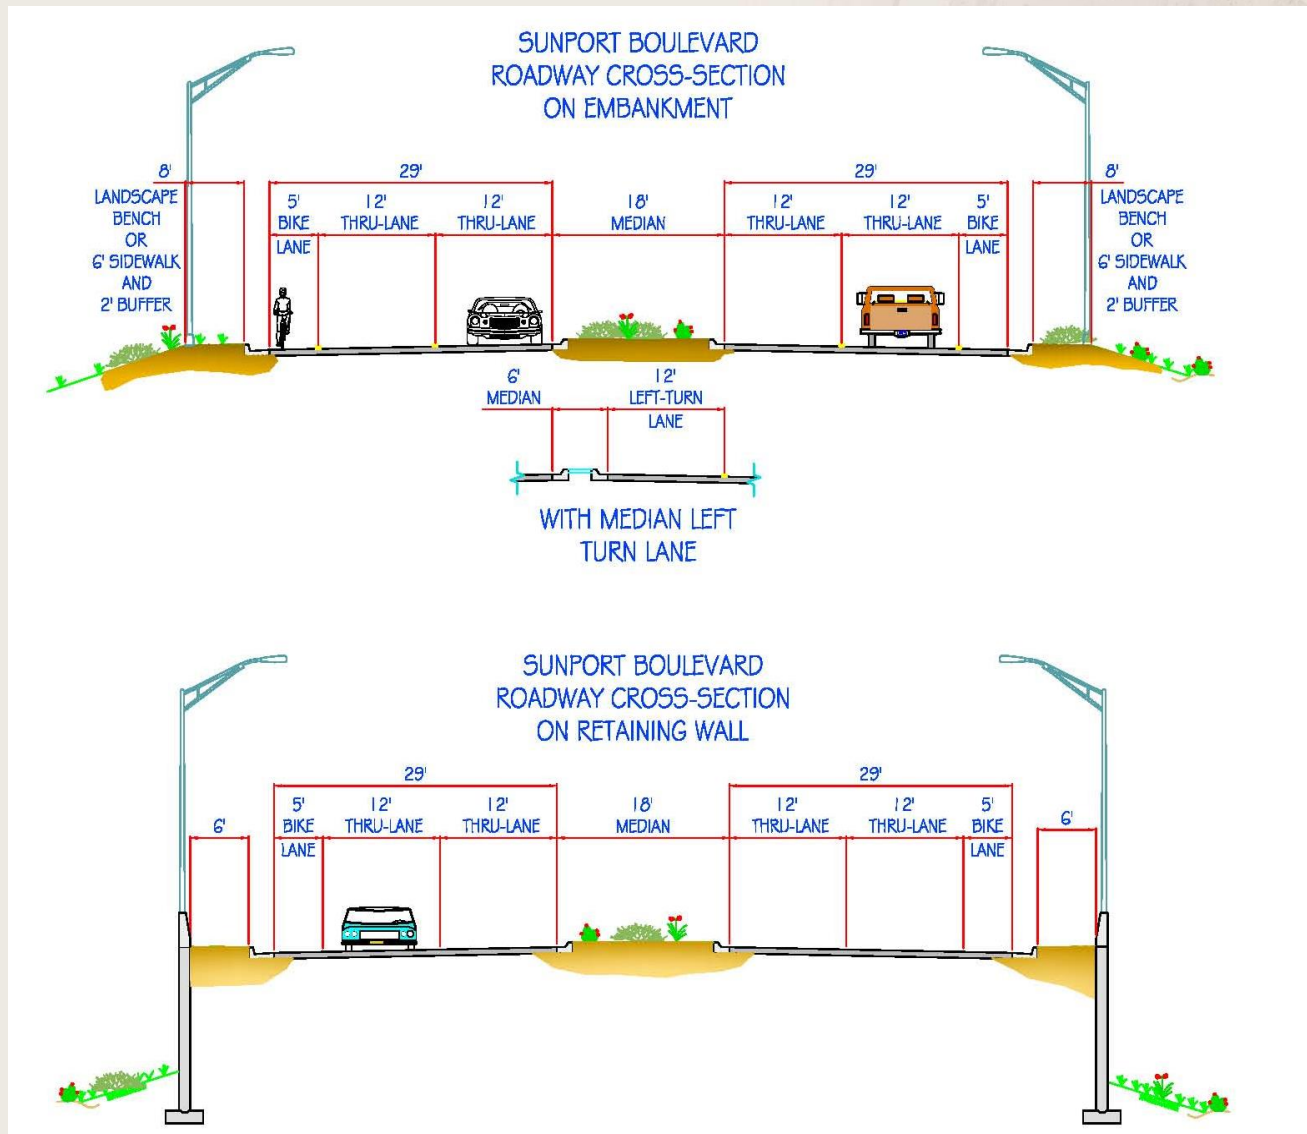 SUNPORT BOULEVARD
ROADWAY CROSS-SECTION
ON EMBANKMENT
8'
LANDSCAPE
BENCH
OR
6' SIDEWALK
AND
2' BUFFER
29'
5'
BIKE
LANE
12'
THRU-LANE
12'
THRU-LANE
18'
MEDIAN
29'
12'
THRU-LANE
12'
THRU-LANE
5'
BIKE
LANE
8'
LANDSCAPE
BENCH
OR
6' SIDEWALK
AND
2' BUFFER
6'
MEDIAN
12'
LEFT-TURN
LANE
WITH MEDIAN LEFT
TURN LANE
SUNPORT BOULEVARD
ROADWAY CROSS-SECTION
ON RETAINING WALL
6'
29'
5'
BIKE
LANE
12'
THRU-LANE
12'
THRU-LANE
18'
MEDIAN
29'
12'
THRU-LANE
12'
THRU-LANE
5'
BIKE
LANE
6'